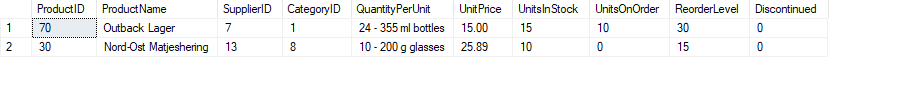 ProductID ProductName SupplierID CategoryID QuantityPerUnit UnitPrice UnitsInStock UnitsOnOrder ReorderLevel Discontinued
1 70 Outback Lager 7 1 24 - 355 ml bottles 15.00 15 10 30 0
2 30 Nord-Ost Matjeshering 13 8 10 - 200 g glasses 25.89 10 0 15 0